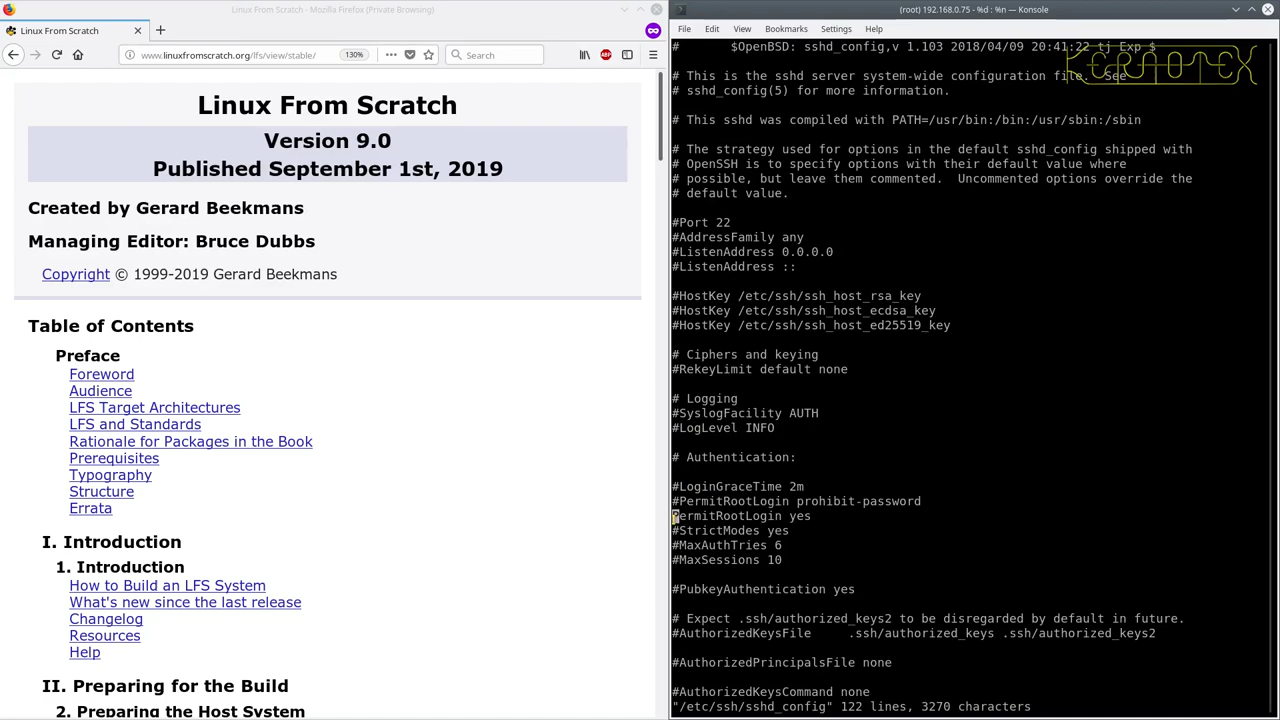 Linux From Scratch - Mozilla Firefox (Private Browsing)
Linux From Scratch
www.linuxfromscratch.org/lfs/view/stable/
130%
Search
ABP
Linux From Scratch
Version 9.0
Published September 1st, 2019
Created by Gerard Beekmans
Managing Editor: Bruce Dubbs
Copyright © 1999-2019 Gerard Beekmans
Table of Contents
Preface
Foreword
Audience
LFS Target Architectures
LFS and Standards
Rationale for Packages in the Book
Prerequisites
Typography
Structure
Errata
I. Introduction
1. Introduction
How to Build an LFS System
What's new since the last release
Changelog
Resources
Help
II. Preparing for the Build
2. Preparing the Host System
(root) 192.168.0.75 - %d : %n — Konsole
File Edit View Bookmarks Settings Help
# $OpenBSD: sshd_config,v 1.103 2018/04/09 20:41:22 tj Exp $
KERNOTEX
# This is the sshd server system-wide configuration file. See
# sshd_config(5) for more information.
# This sshd was compiled with PATH=/usr/bin:/bin:/usr/sbin:/sbin
# The strategy used for options in the default sshd_config shipped with
# OpenSSH is to specify options with their default value where
# possible, but leave them commented. Uncommented options override the
# default value.
#Port 22
#AddressFamily any
#ListenAddress 0.0.0.0
#ListenAddress ::
#HostKey /etc/ssh/ssh_host_rsa_key
#HostKey /etc/ssh/ssh_host_ecdsa_key
#HostKey /etc/ssh/ssh_host_ed25519_key
# Ciphers and keying
#RekeyLimit default none
# Logging
#SyslogFacility AUTH
#LogLevel INFO
# Authentication:
#LoginGraceTime 2m
#PermitRootLogin prohibit-password
PermitRootLogin yes
#StrictModes yes
#MaxAuthTries 6
#MaxSessions 10
#PubkeyAuthentication yes
# Expect .ssh/authorized_keys2 to be disregarded by default in future.
#AuthorizedKeysFile .ssh/authorized_keys .ssh/authorized_keys2
#AuthorizedPrincipalsFile none
#AuthorizedKeysCommand none
"/etc/ssh/sshd_config" 122 lines, 3270 characters